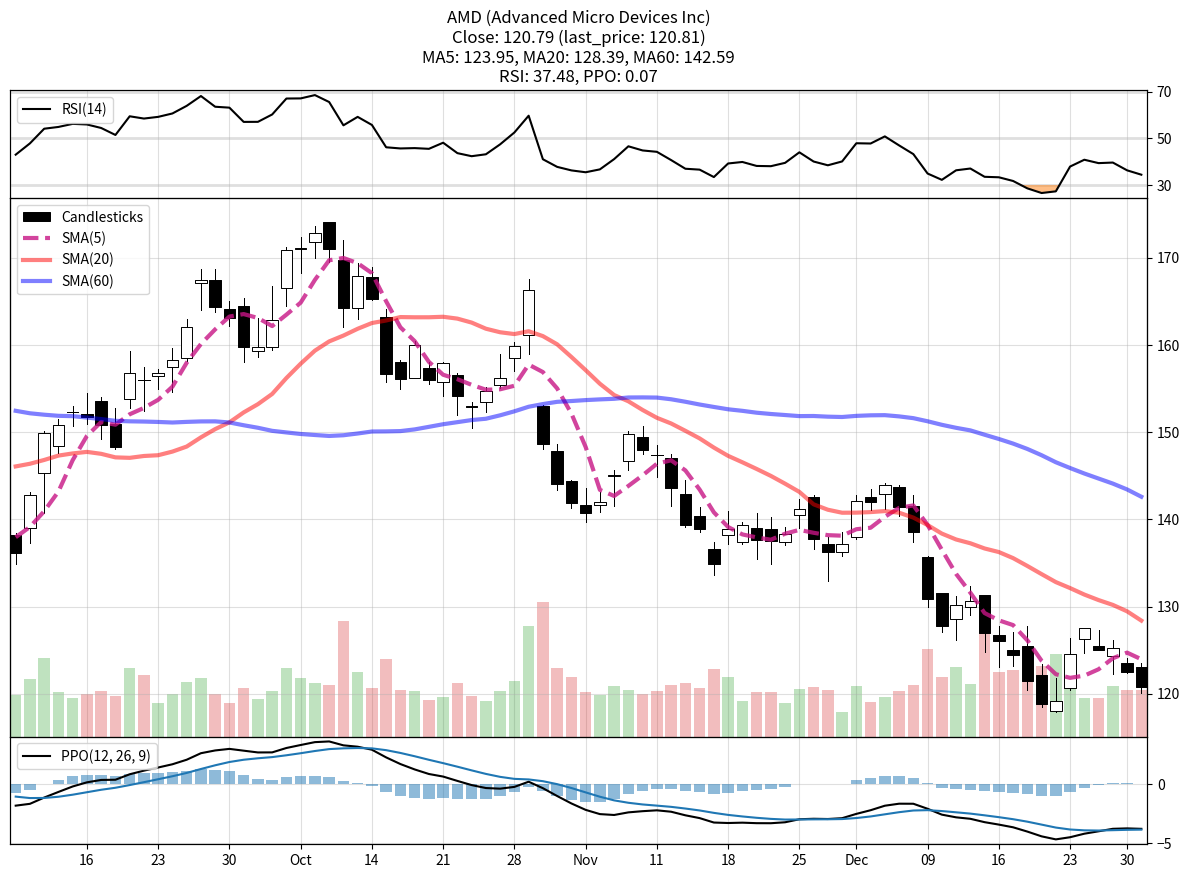 AMD (Advanced Micro Devices Inc)
Close: 120.79 (last_price: 120.81)
MA5: 123.95, MA20: 128.39, MA60: 142.59
RSI: 37.48, PPO: 0.07
RSI(14)
70
50
30
Candlesticks
SMA(5)
SMA(20)
SMA(60)
170
160
150
140
130
120
PPO(12, 26, 9)
0
-5
16 23 30 Oct 14 21 28 Nov 11 18 25 Dec 09 16 23 30